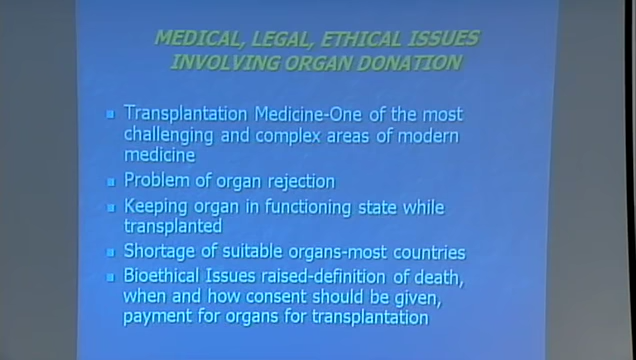 MEDICAL, LEGAL, ETHICAL ISSUES
INVOLVING ORGAN DONATION
Transplantation Medicine-One of the most
challenging and complex areas of modern
medicine
Problem of organ rejection
Keeping organ in functioning state while
transplanted
Shortage of suitable organs-most countries
Bioethical Issues raised-definition of death,
when and how consent should be given,
payment for organs for transplantation